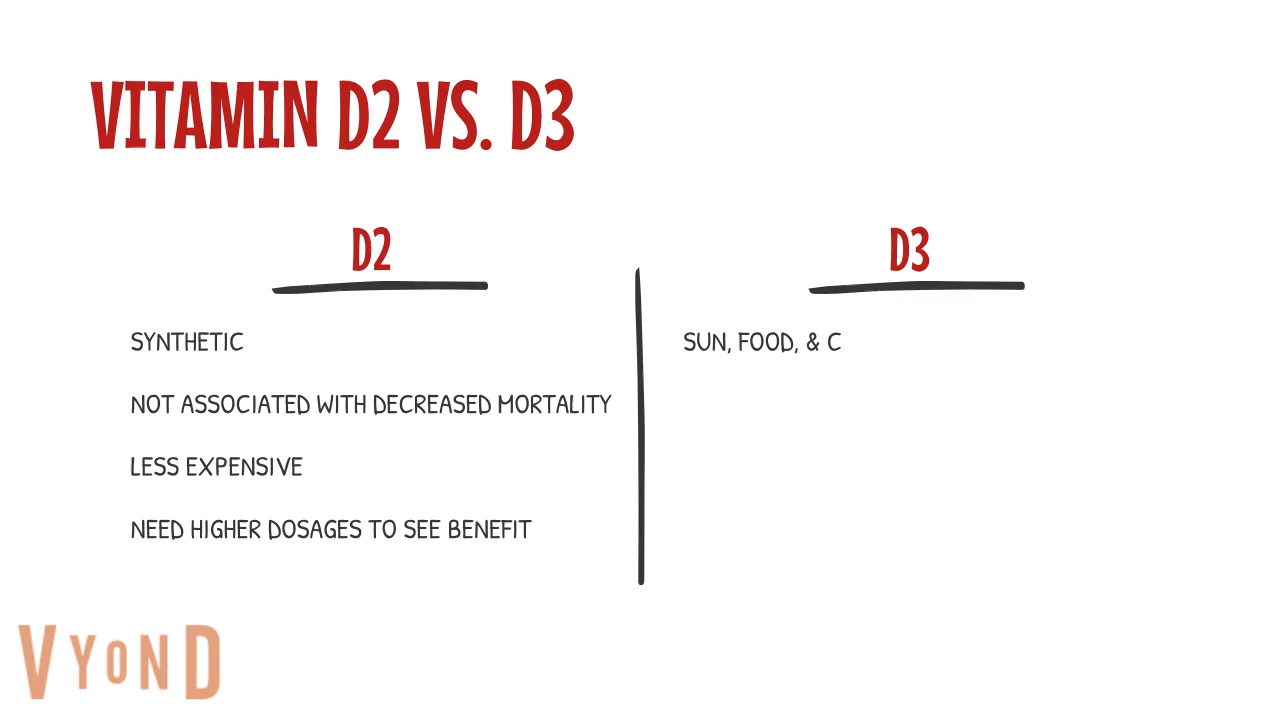 VITAMIN D2 VS. D3
D2
SYNTHETIC
NOT ASSOCIATED WITH DECREASED MORTALITY
LESS EXPENSIVE
NEED HIGHER DOSAGES TO SEE BENEFIT
D3
SUN, FOOD, & C
VYOND